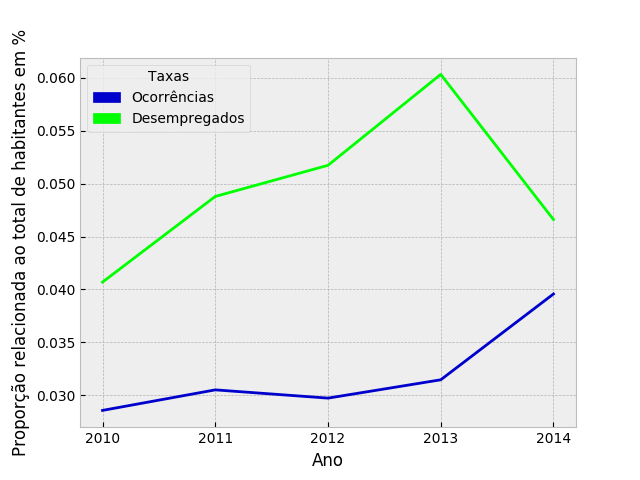 Proporção relacionada ao total de habitantes em %
Taxas
Ocorrências
Desempregados
0.060
0.055
0.050
0.045
0.040
0.035
0.030
2010 2011 2012 2013 2014
Ano